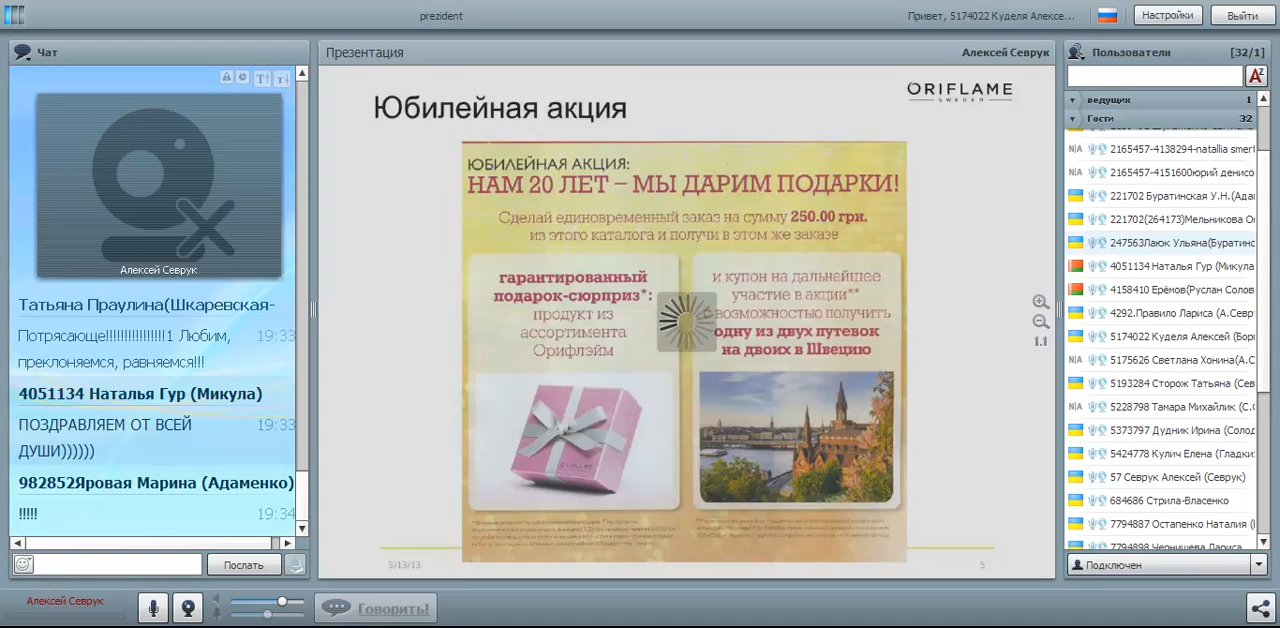 prezident
Привет, 5174022 Куделя Алексе...
Настройки
Выйти
Чат
Алексей Севрук
Татьяна Праулина(Шкаревская-
Потрясающе!!!!!!!!!!!!!!!!1 Любим,
19:33
преклоняемся, равняемся!!!
4051134 Наталья Гур (Микула)
ПОЗДРАВЛЯЕМ ОТ ВСЕЙ
19:33
ДУШИ))))))
982852Яровая Марина (Адаменко)
!!!!!
19:34
Послать
Презентация
Алексей Севрук
Юбилейная акция
ORIFLAME
SWEDEN
ЮБИЛЕЙНАЯ АКЦИЯ:
НАМ 20 ЛЕТ – МЫ ДАРИМ ПОДАРКИ!
Сделай единовременный заказ на сумму 250.00 грн.
из этого каталога и получи в этом же заказе
гарантированный
подарок-сюрприз*:
продукт из
ассортимента
Орифлэйм
и купон на дальнейшее
участие в акции**
с возможностью получить
одну из двух путевок
на двоих в Швецию
ORIFLAME
5/13/13
5
1.1
Пользователи
[32/1]
ведущих
1
Гости
32
N|A 2165457-4138294-natallia smert
N|A 2165457-4151600юрий денисо
221702 Буратинская У.Н.(Ада
221702(264173)Мельникова О
247563Лаюк Ульяна(Буратинс
4051134 Наталья Гур (Микула
4158410 Ерёмов(Руслан Солов
4292.Правило Лариса (А.Севр
5174022 Куделя Алексей (Бор
N|A 5175626 Светлана Хонина(А.С
5193284 Сторож Татьяна (Сев
N|A 5228798 Тамара Михайлик (С.С
5373797 Дудник Ирина (Солод
5424778 Кулич Елена (Гладки
57 Севрук Алексей (Севрук)
684686 Стрила-Власенко
7794887 Остапенко Наталия (
7794898 Чернишева Лариса
Подключен
Алексей Севрук
Говорить!